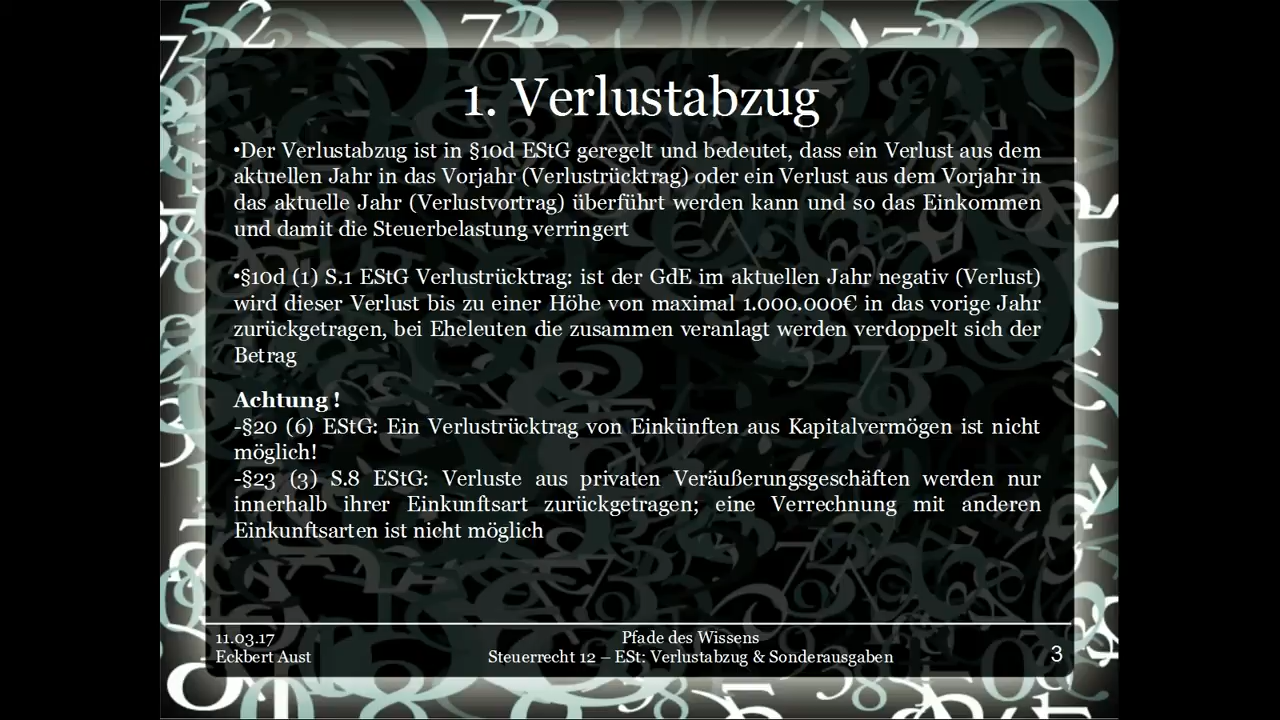 1. Verlustabzug
•Der Verlustabzug ist in §10d EStG geregelt und bedeutet, dass ein Verlust aus dem
aktuellen Jahr in das Vorjahr (Verlustrücktrag) oder ein Verlust aus dem Vorjahr in
das aktuelle Jahr (Verlustvortrag) überführt werden kann und so das Einkommen
und damit die Steuerbelastung verringert
•§10d (1) S.1 EStG Verlustrücktrag: ist der GdE im aktuellen Jahr negativ (Verlust)
wird dieser Verlust bis zu einer Höhe von maximal 1.000.000€ in das vorige Jahr
zurückgetragen, bei Eheleuten die zusammen veranlagt werden verdoppelt sich der
Betrag
Achtung !
-§20 (6) EStG: Ein Verlustrücktrag von Einkünften aus Kapitalvermögen ist nicht
möglich!
-§23 (3) S.8 EStG: Verluste aus privaten Veräußerungsgeschäften werden nur
innerhalb ihrer Einkunftsart zurückgetragen; eine Verrechnung mit anderen
Einkunftsarten ist nicht möglich
11.03.17
Eckbert Aust
Pfade des Wissens
Steuerrecht 12 – ESt: Verlustabzug & Sonderausgaben
3